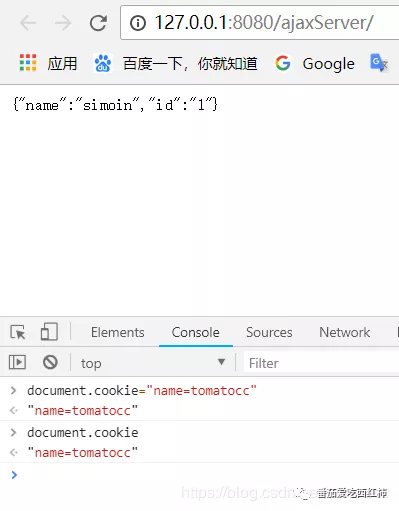 127.0.0.1:8080/ajaxServer/
应用 百度一下，你就知道 Google
{"name":"simoin","id":"1"}
Elements Console Sources Network
top ▼ Filter
> document.cookie="name=tomatocc"
"name=tomatocc"
> document.cookie
"name=tomatocc"
>
https://blog.csdn
番茄爱吃西红柿